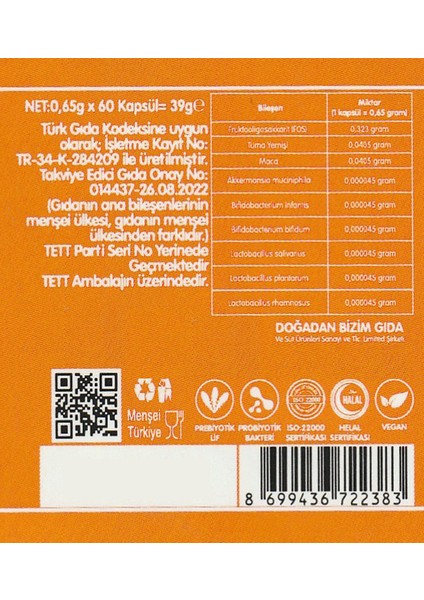 NET:0,65g x 60 Kapsül= 39g℮
Türk Gıda Kodeksine uygun
olarak; İşletme Kayıt No:
TR-34-K-284209 ile üretilmiştir.
Takviye Edici Gıda Onay No:
014437-26.08.2022
(Gıdanın ana bileşenlerinin
menşei ülkesi, gıdanın menşei
ülkesinden farklıdır.)
TETT Parti Seri No Yerinede
Geçmektedir
TETT Ambalajın üzerindedir.
Bileşen Miktar
(1 kapsül = 0,65 gram)
Fruktooligosakkarit (FOS) 0,323 gram
Turna Yemişi 0,0405 gram
Maca 0,0405 gram
Akkermansia muciniphila 0,000045 gram
Bifidobacterium infantis 0,000045 gram
Bifidobacterium bifidum 0,000045 gram
Lactobacillus salivarius 0,000045 gram
Lactobacillus plantarum 0,000045 gram
Lactobacillus rhamnosus 0,000045 gram
DOĞADAN BİZİM GIDA
Ve Süt Ürünleri Sanayi ve Tic. Limited Şirketi
Menşei
Türkiye
PREBİYOTİK
LİF
PROBİYOTİK
BAKTERİ
ISO 22000
ISO-22000
SERTİFİKASI
HALAL
HELAL
SERTİFİKASI
VEGAN
8 699436 722383